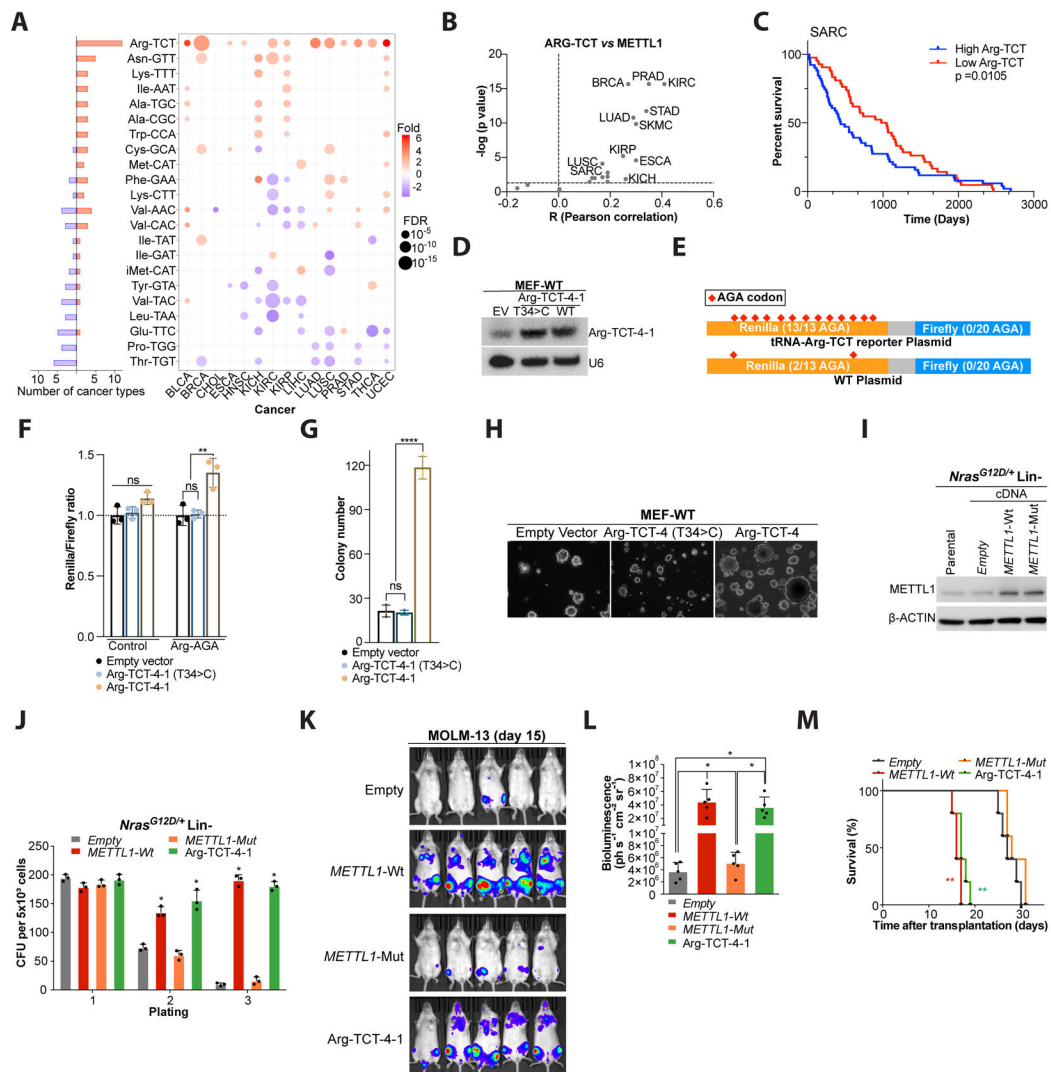 A
Arg-TCT
Asn-GTT
Lys-TTT
Ile-AAT
Ala-TGC
Ala-CGC
Trp-CCA
Cys-GCA
Met-CAT
Phe-GAA
Lys-CTT
Val-AAC
Val-CAC
Ile-TAT
Ile-GAT
iMet-CAT
Tyr-GTA
Val-TAC
Leu-TAA
Glu-TTC
Pro-TGG
Thr-TGT
10 5 0 5 10
Number of cancer types
BLCA BRCA CHOL ESCA HNSC KICH KIRC KIRP LIHC LUAD LUSC PRAD STAD THCA UCEC
Cancer
Fold
6
4
2
0
-2
FDR
10-5
10-10
10-15
B
ARG-TCT vs METTL1
-log (p value)
20
15
10
5
0
-0.2 0.0 0.2 0.4 0.6
R (Pearson correlation)
BRCA PRAD KIRC
STAD
LUAD SKMC
KIRP
LUSC ESCA
SARC KICH
C
SARC
High Arg-TCT
Low Arg-TCT
p =0.0105
Percent survival
100
50
0
0 1000 2000 3000
Time (Days)
D
MEF-WT
Arg-TCT-4-1
EV T34>C WT
Arg-TCT-4-1
U6
E
AGA codon
Renilla (13/13 AGA) Firefly (0/20 AGA)
tRNA-Arg-TCT reporter Plasmid
Renilla (2/13 AGA) Firefly (0/20 AGA)
WT Plasmid
F
Renilla/Firefly ratio
1.5
1.0
0.5
0.0
ns ns **
Control Arg-AGA
Empty vector
Arg-TCT-4-1 (T34>C)
Arg-TCT-4-1
G
Colony number
120
90
60
30
0
****
ns
Empty vector
Arg-TCT-4-1 (T34>C)
Arg-TCT-4-1
H
MEF-WT
Empty Vector Arg-TCT-4 (T34>C) Arg-TCT-4
I
NrasG12D/+ Lin-
cDNA
Parental Empty METTL1-Wt METTL1-Mut
METTL1
β-ACTIN
J
NrasG12D/+ Lin-
Empty METTL1-Mut
METTL1-Wt Arg-TCT-4-1
CFU per 5x10³ cells
250
200
150
100
50
0
* * * *
1 2 3
Plating
K
MOLM-13 (day 15)
Empty
METTL1-Wt
METTL1-Mut
Arg-TCT-4-1
L
Bioluminescence
(ph s-1 cm-2 sr-1)
* * *
Empty
METTL1-Wt
METTL1-Mut
Arg-TCT-4-1
M
Empty METTL1-Mut
METTL1-Wt Arg-TCT-4-1
Survival (%)
100
50
0
** **
0 10 20 30
Time after transplantation (days)